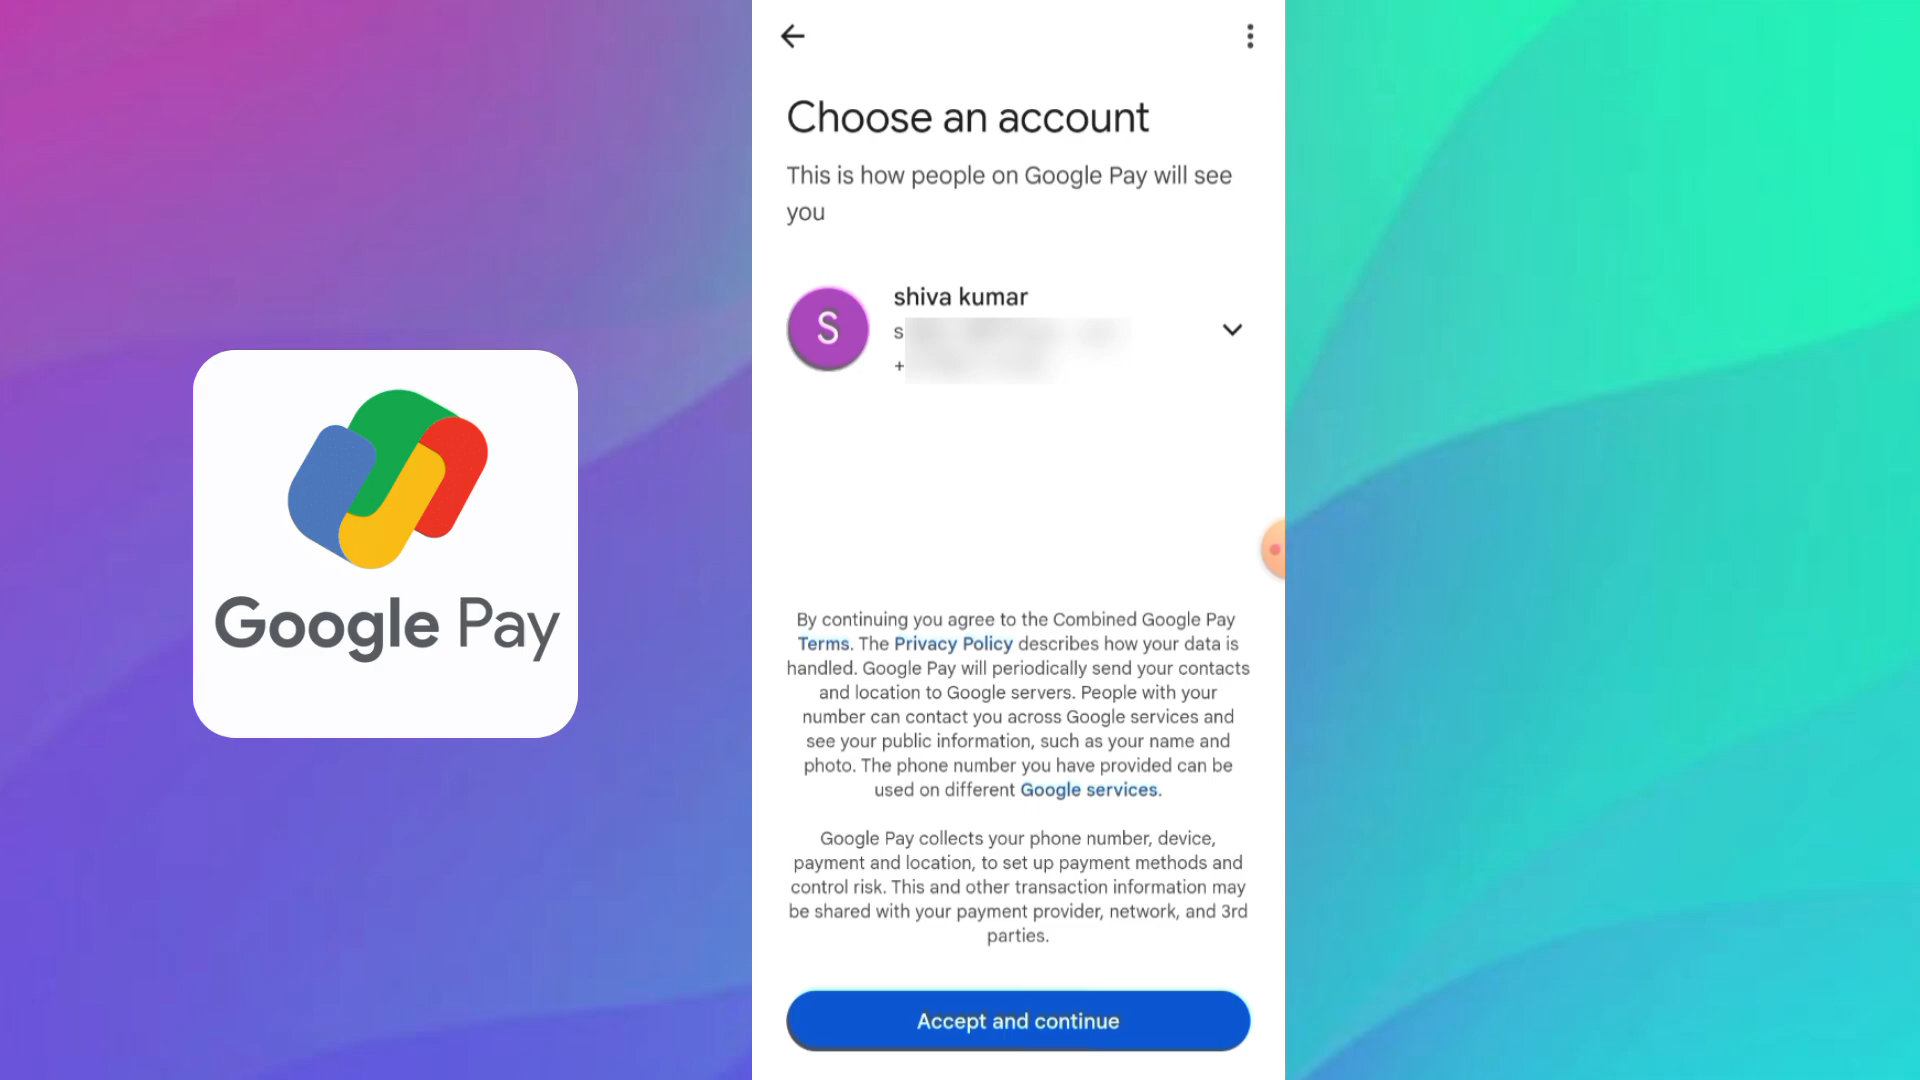 Google Pay
Choose an account
This is how people on Google Pay will see
you
S
shiva kumar
s
+
By continuing you agree to the Combined Google Pay
Terms. The Privacy Policy describes how your data is
handled. Google Pay will periodically send your contacts
and location to Google servers. People with your
number can contact you across Google services and
see your public information, such as your name and
photo. The phone number you have provided can be
used on different Google services.
Google Pay collects your phone number, device,
payment and location, to set up payment methods and
control risk. This and other transaction information may
be shared with your payment provider, network, and 3rd
parties.
Accept and continue